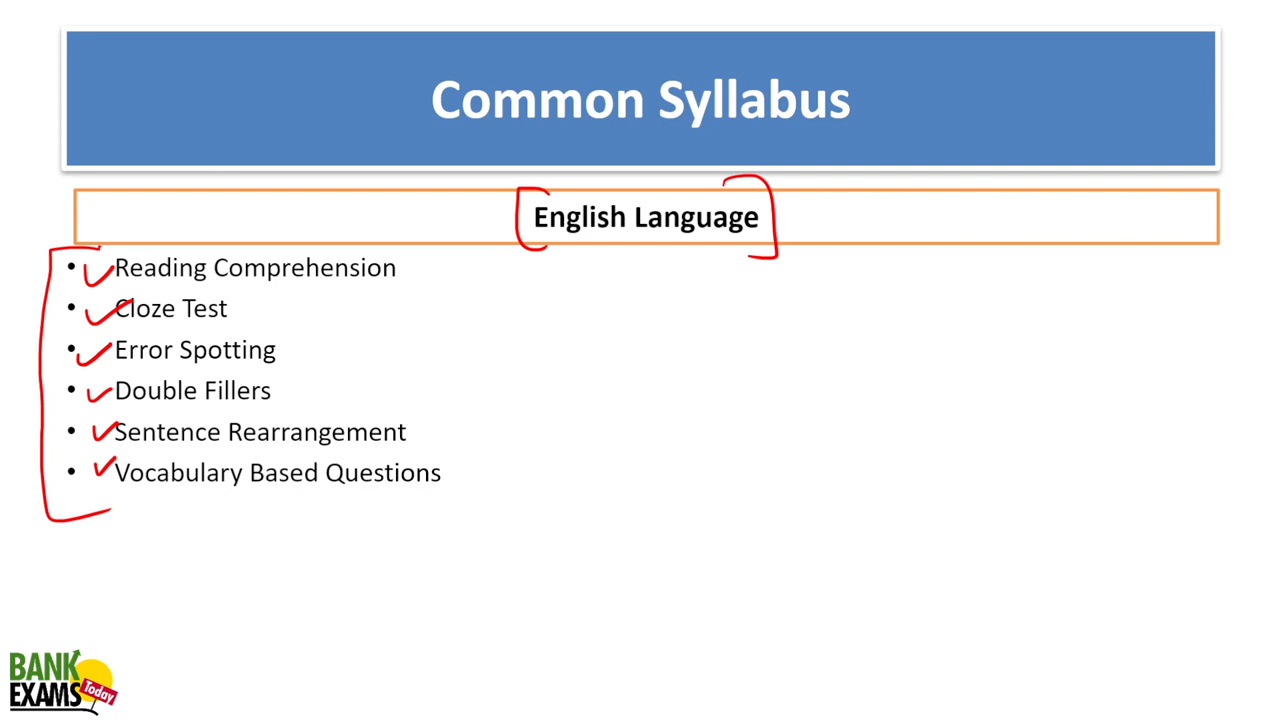 Common Syllabus
English Language
• Reading Comprehension
• Cloze Test
• Error Spotting
• Double Fillers
• Sentence Rearrangement
• Vocabulary Based Questions
BANK
EXAMS
Today